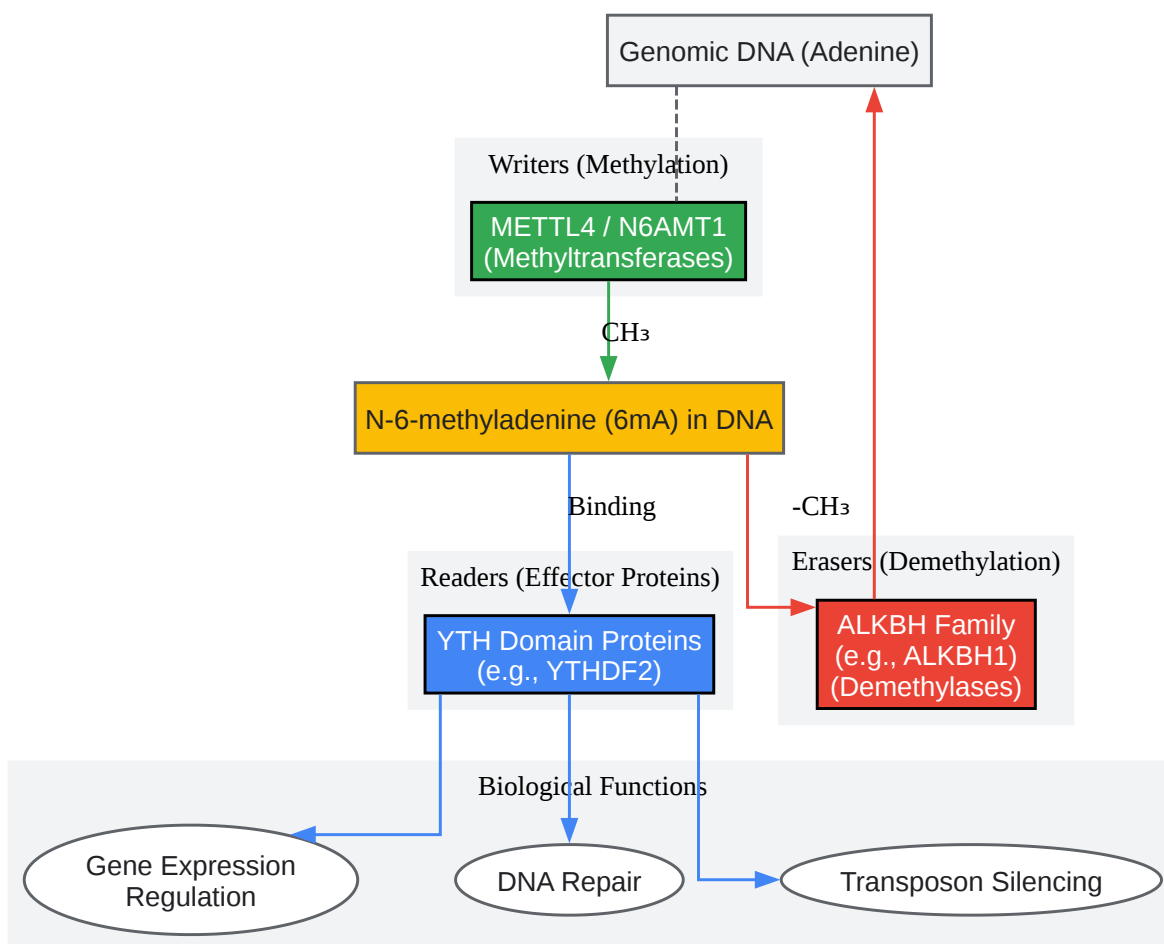 Genomic DNA (Adenine)
Writers (Methylation)
METTL4 / N6AMT1
(Methyltransferases)
CH₃
N-6-methyladenine (6mA) in DNA
Binding
-CH₃
Readers (Effector Proteins)
Erasers (Demethylation)
YTH Domain Proteins
(e.g., YTHDF2)
ALKBH Family
(e.g., ALKBH1)
(Demethylases)
Biological Functions
Gene Expression
Regulation
DNA Repair
Transposon Silencing